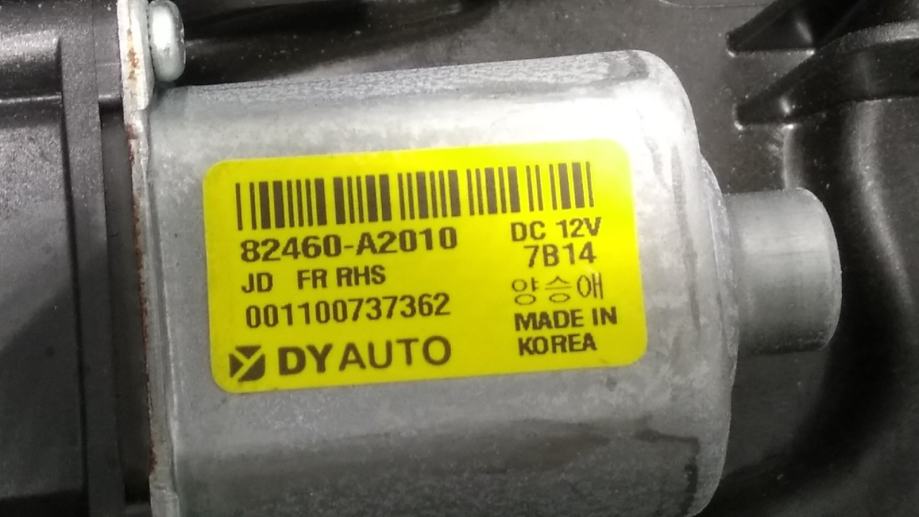 82460-A2010
DC 12V
JD FR RHS
7B14
001100737362
양승애
MADE IN
KOREA
DYAUTO